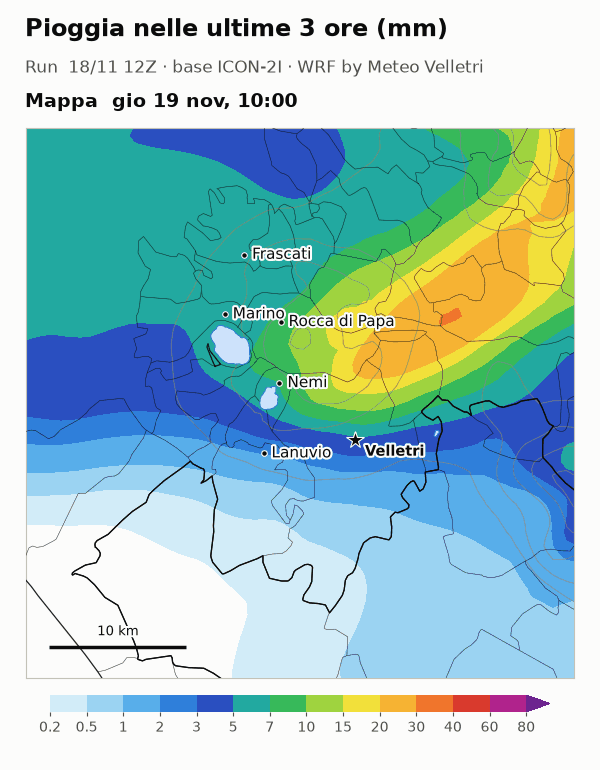 Pioggia nelle ultime 3 ore (mm)
Run 18/11 12Z · base ICON-2I · WRF by Meteo Velletri
Mappa gio 19 nov, 10:00
Frascati
Marino
Rocca di Papa
Nemi
Velletri
Lanuvio
10 km
0.2 0.5 1 2 3 5 7 10 15 20 30 40 60 80